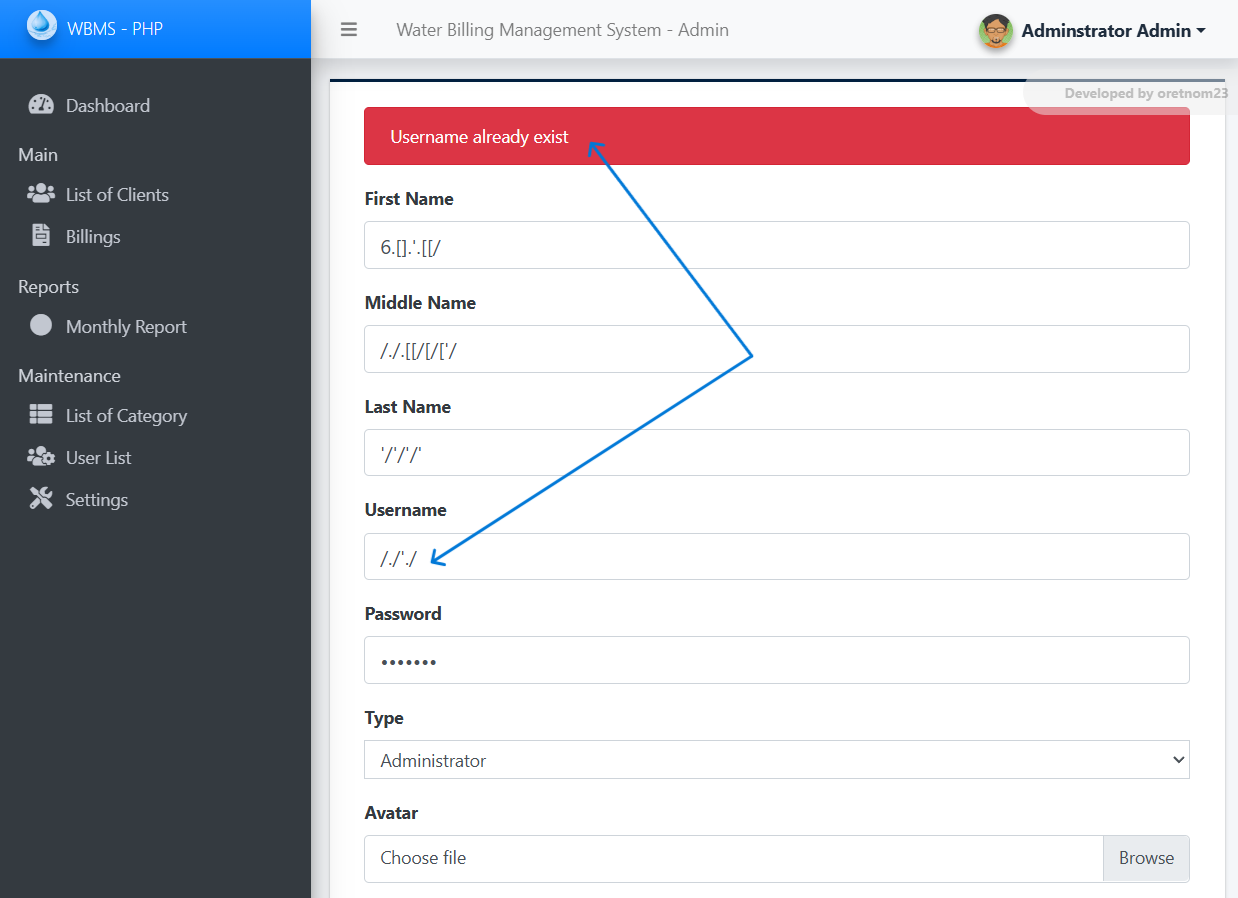 WBMS - PHP
Water Billing Management System - Admin
Adminstrator Admin
Developed by oretnom23
Dashboard
Main
List of Clients
Billings
Reports
Monthly Report
Maintenance
List of Category
User List
Settings
Username already exist
First Name
6.[].'.[[/
Middle Name
/./.[[/[/['/
Last Name
'/'/'/'
Username
/./'./
Password
•••••••
Type
Administrator
Avatar
Choose file
Browse